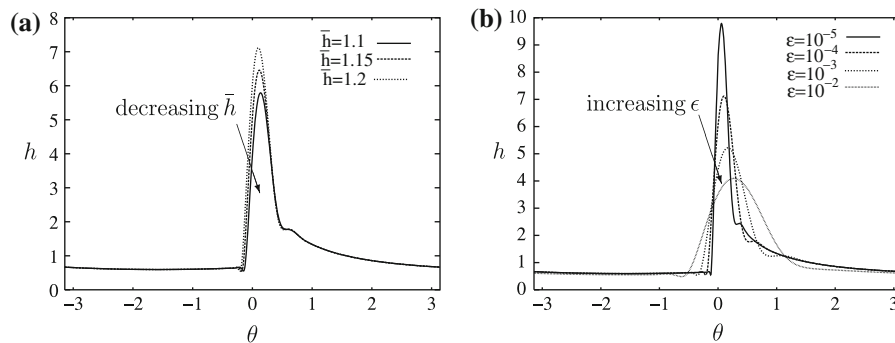 (a)
8
7
6
5
4
3
2
1
0
h
h̅=1.1
h̅=1.15
h̅=1.2
decreasing h̅
−3 −2 −1 0 1 2 3
θ
(b)
10
9
8
7
6
5
4
3
2
1
0
h
ε=10⁻⁵
ε=10⁻⁴
ε=10⁻³
ε=10⁻²
increasing ϵ
−3 −2 −1 0 1 2 3
θ